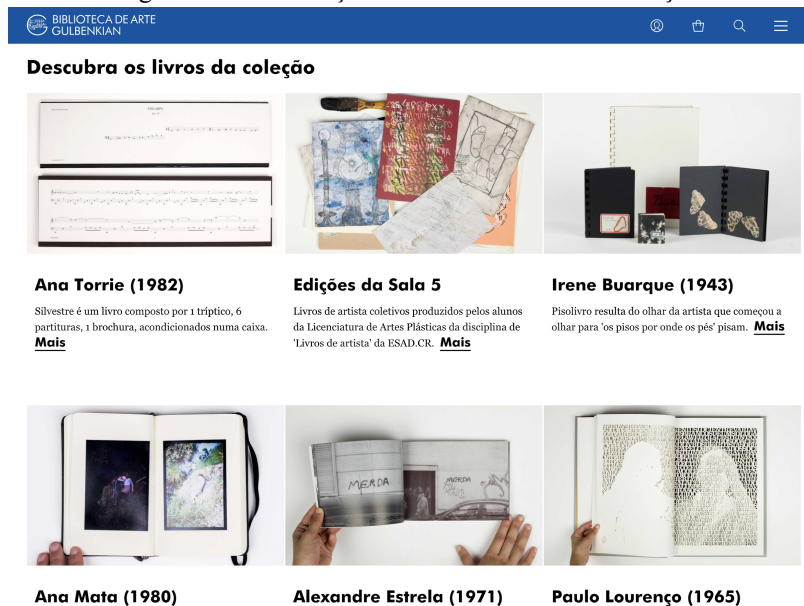 BIBLIOTECA DE ARTE
GULBENKIAN
Descubra os livros da coleção
MERDA
MERDA
Ana Torrie (1982)
Silvestre é um livro composto por 1 tríptico, 6
partituras, 1 brochura, acondicionados numa caixa.
Mais
Edições da Sala 5
Livros de artista coletivos produzidos pelos alunos
da Licenciatura de Artes Plásticas da disciplina de
'Livros de artista' da ESAD.CR. Mais
Irene Buarque (1943)
Pisolivro resulta do olhar da artista que começou a
olhar para 'os pisos por onde os pés' pisam. Mais
Ana Mata (1980)
Alexandre Estrela (1971)
Paulo Lourenço (1965)